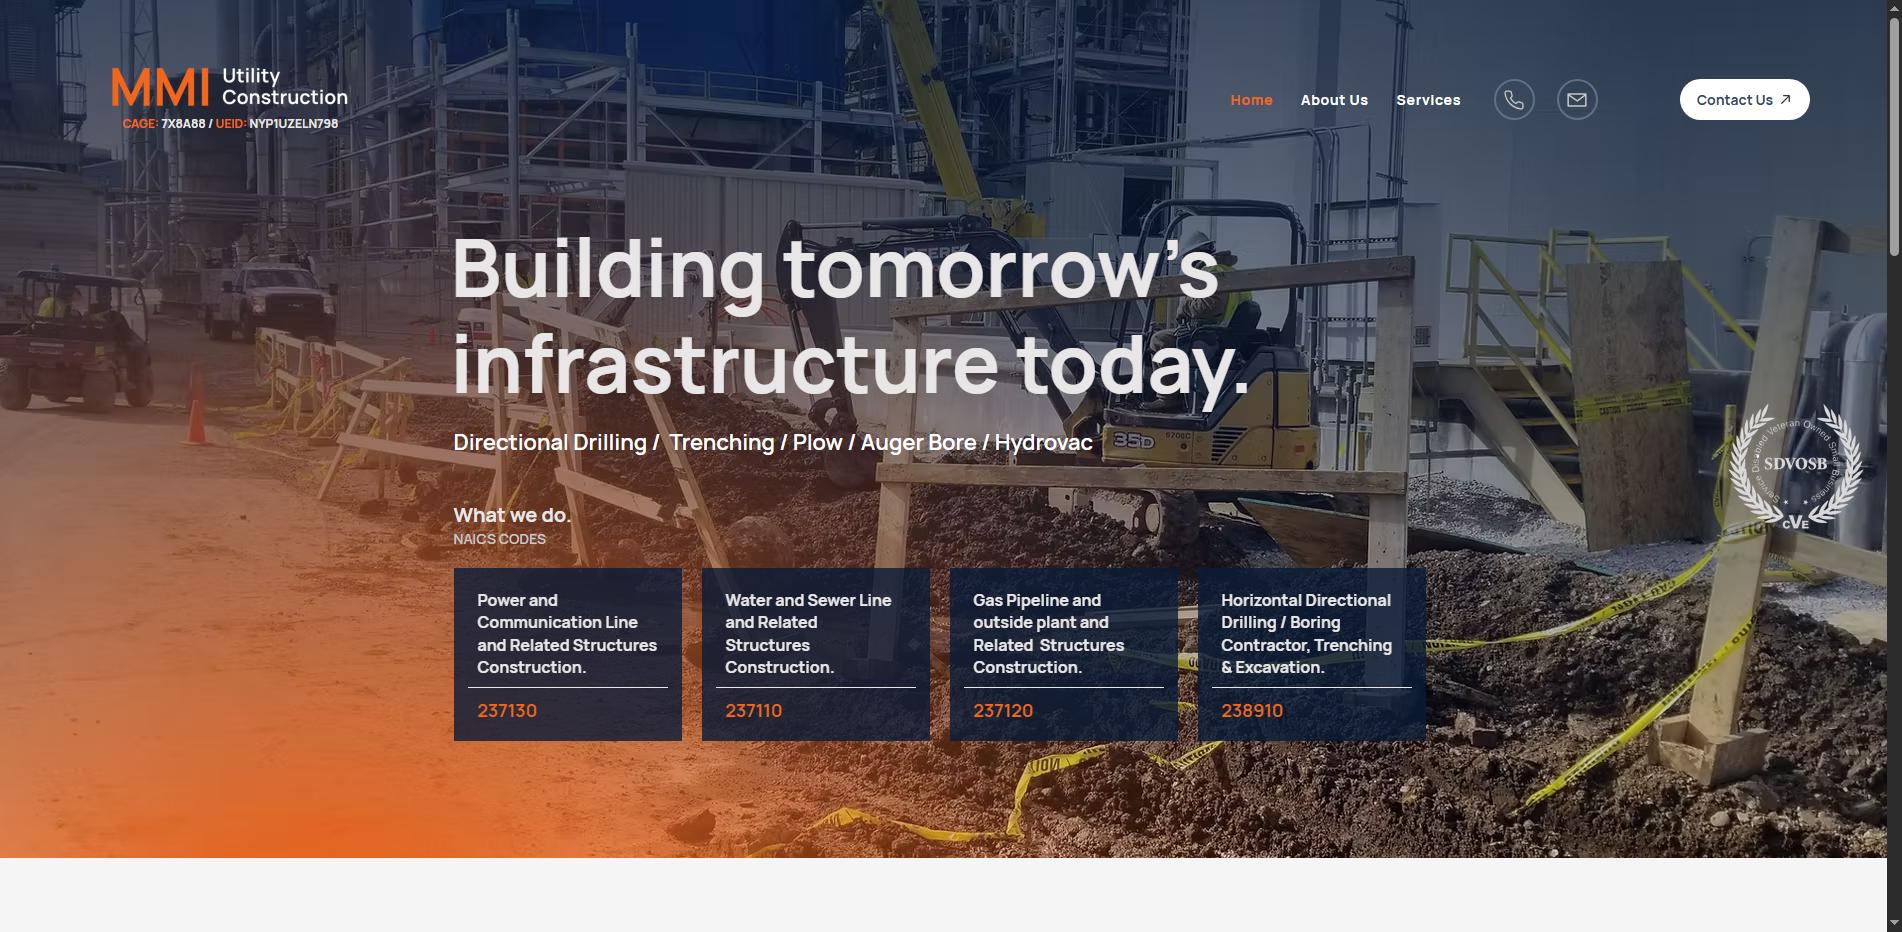 MMI Utility
Construction
CAGE: 7X8A88 / UEID: NYP1UZELN798
Home
About Us
Services
Contact Us
Building tomorrow’s
infrastructure today.
Directional Drilling / Trenching / Plow / Auger Bore / Hydrovac
What we do.
NAICS CODES
Power and
Communication Line
and Related Structures
Construction.
237130
Water and Sewer Line
and Related
Structures
Construction.
237110
Gas Pipeline and
outside plant and
Related Structures
Construction.
237120
Horizontal Directional
Drilling / Boring
Contractor, Trenching
& Excavation.
238910
Service Disabled Veteran Owned Small Business
SDVOSB
CVE
DEERE
35D
CAUTION